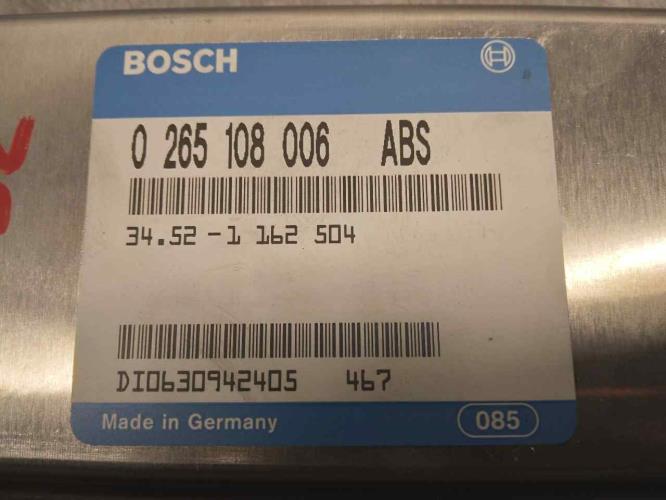 BOSCH
0 265 108 006 ABS
34.52 -1 162 504
DI0630942405 467
Made in Germany 085